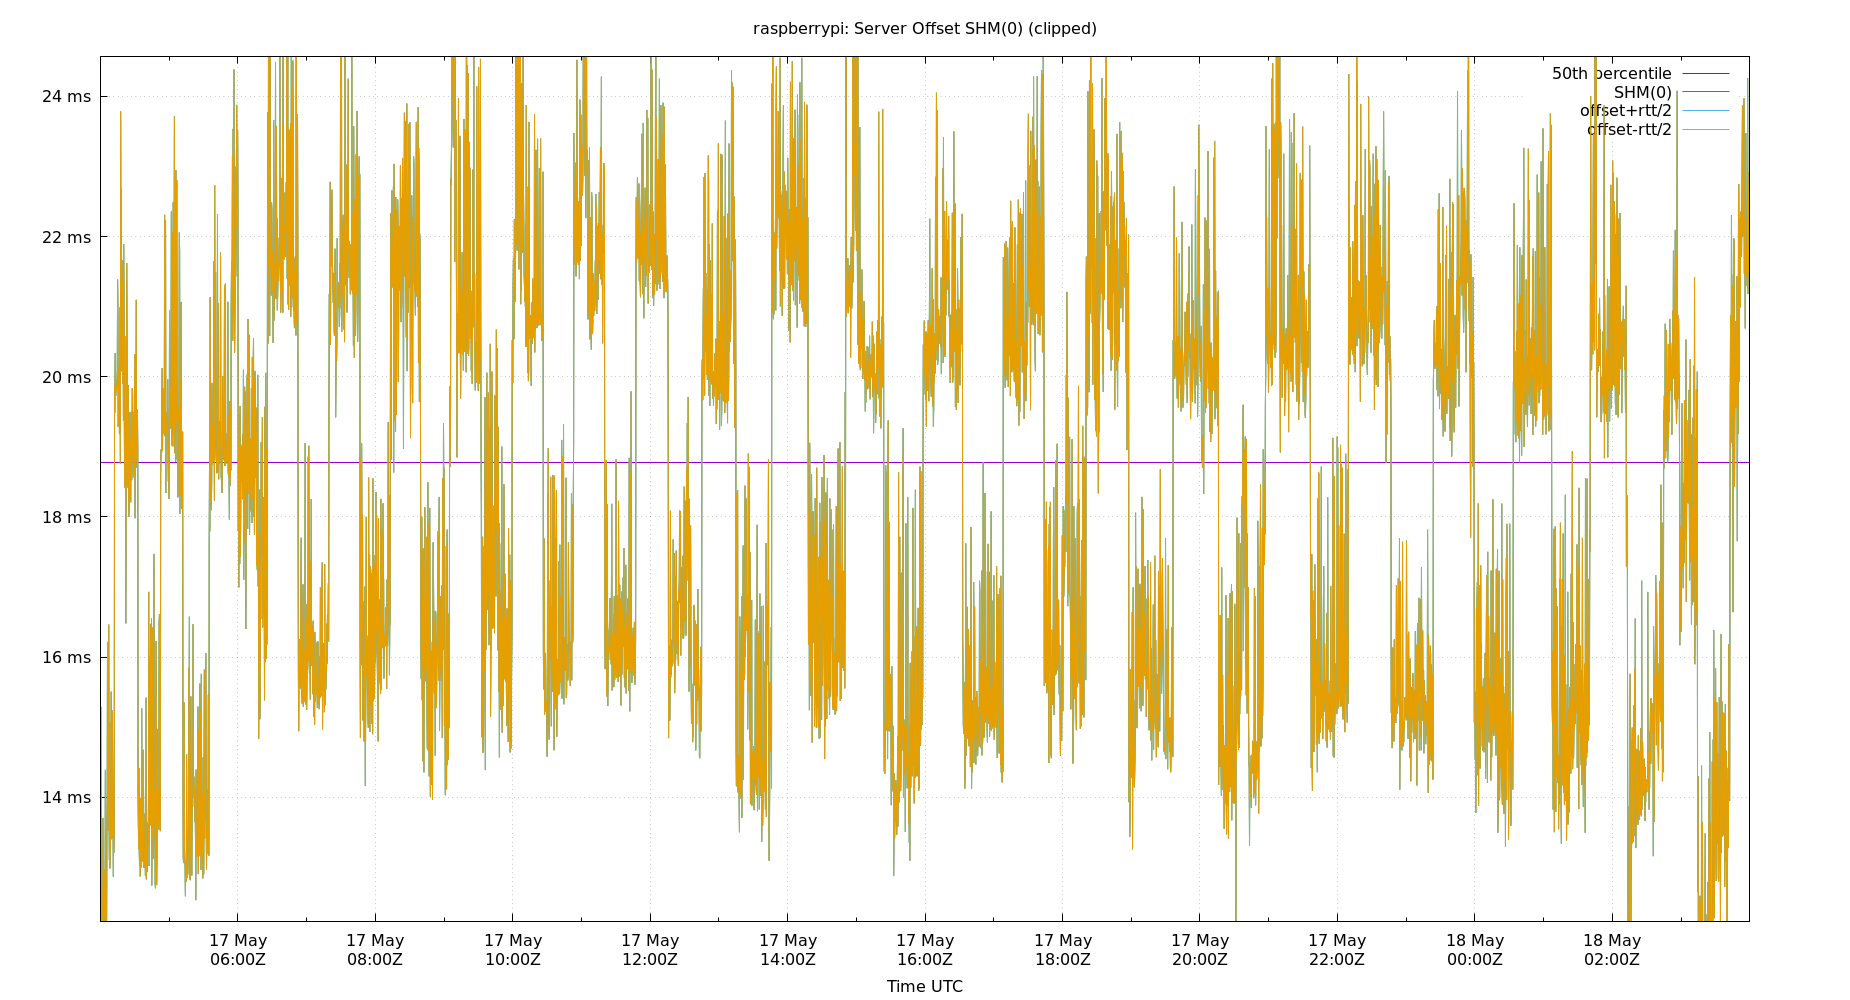 raspberrypi: Server Offset SHM(0) (clipped)
50th percentile
SHM(0)
offset+rtt/2
offset-rtt/2
24 ms
22 ms
20 ms
18 ms
16 ms
14 ms
17 May 17 May 17 May 17 May 17 May 17 May 17 May 17 May 17 May 18 May 18 May
06:00Z 08:00Z 10:00Z 12:00Z 14:00Z 16:00Z 18:00Z 20:00Z 22:00Z 00:00Z 02:00Z
Time UTC